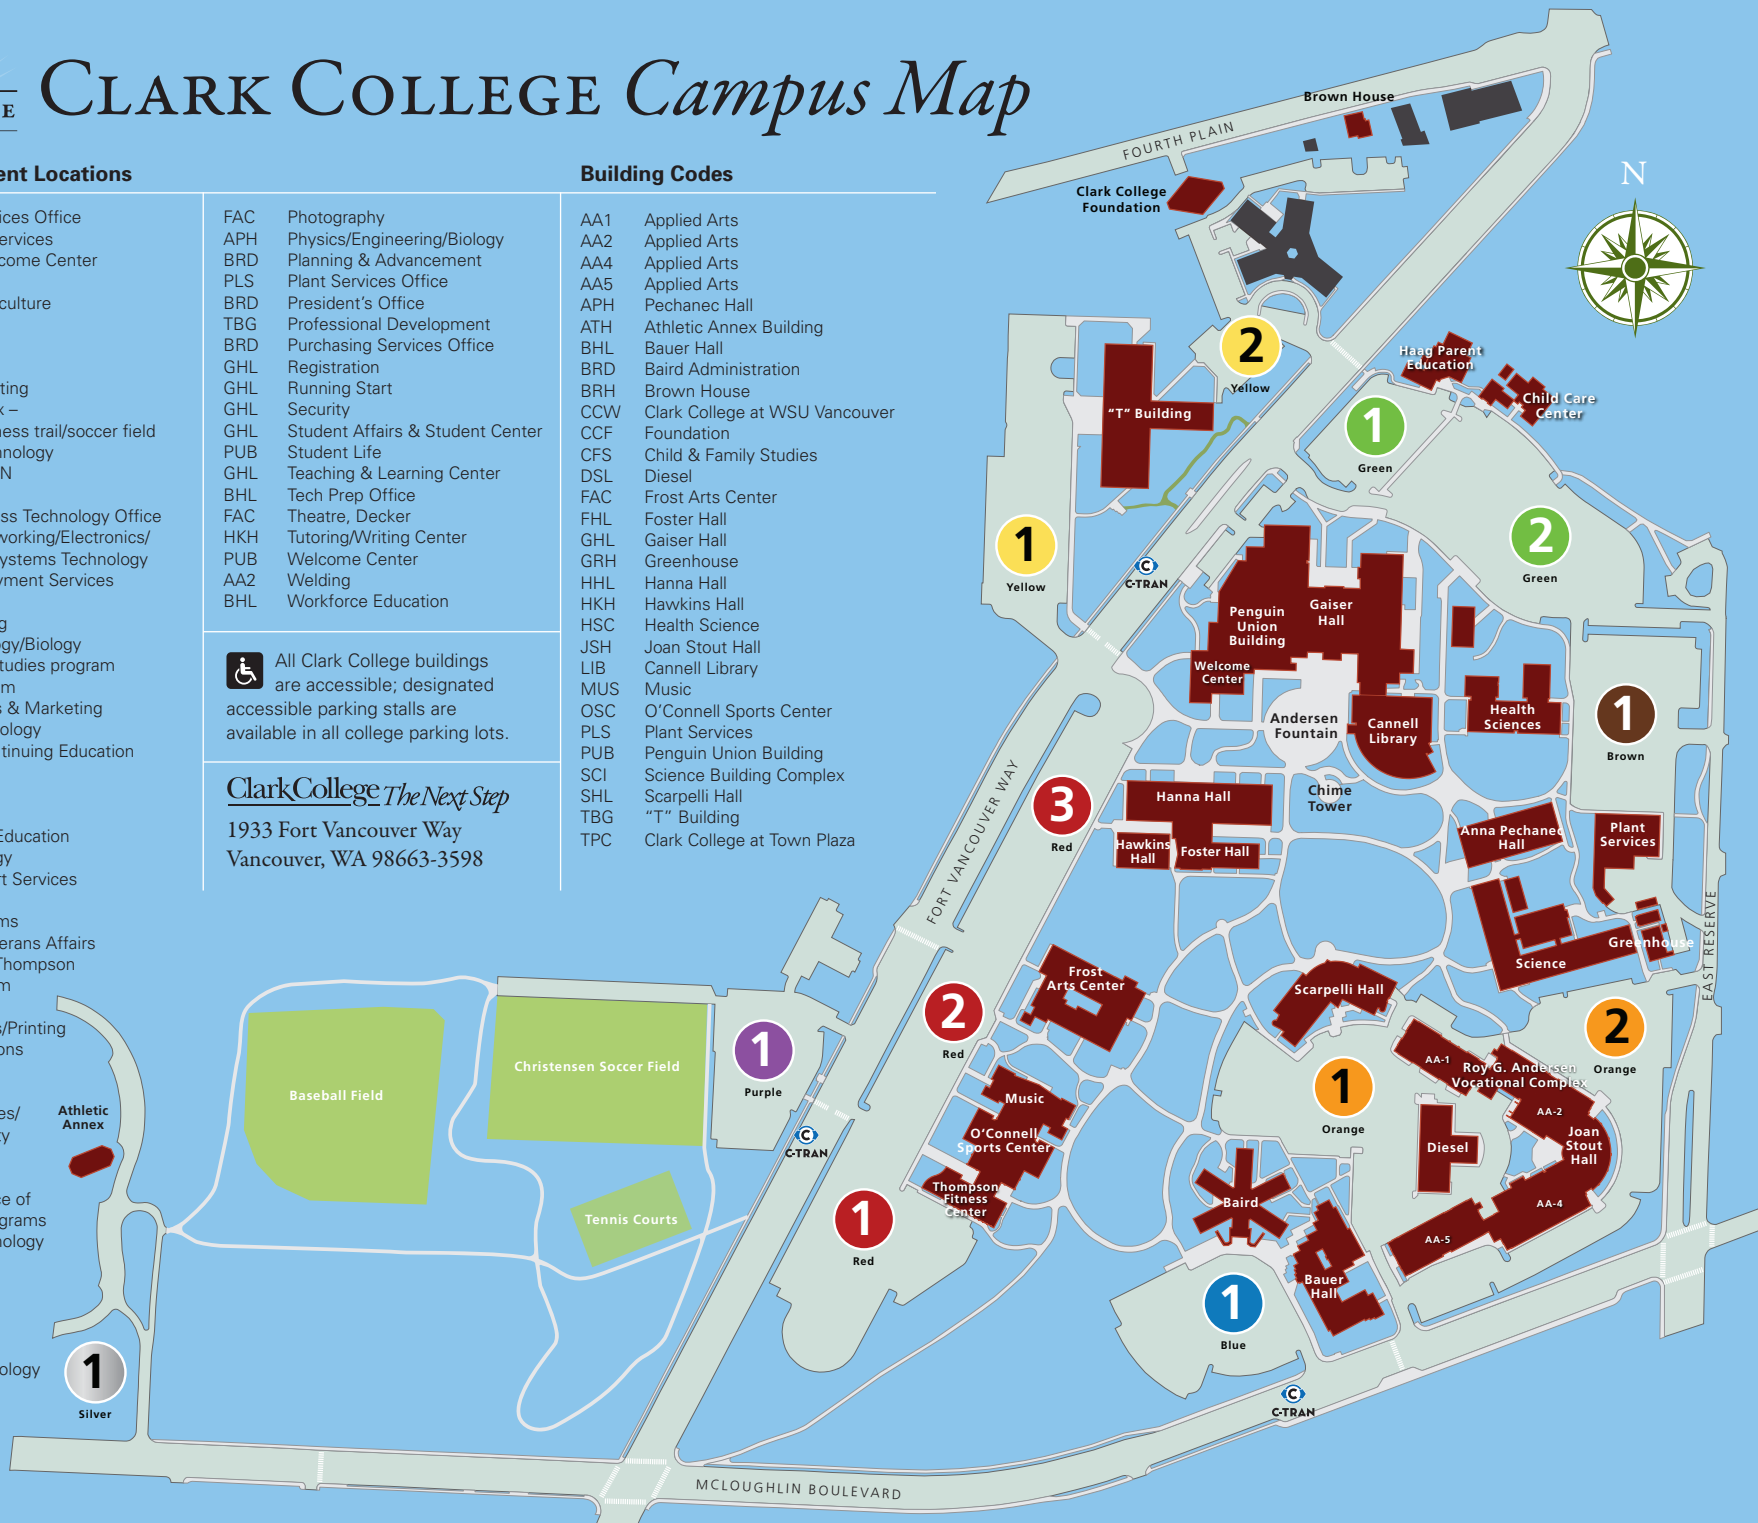 E
CLARK COLLEGE Campus Map
ent Locations
ices Office
ervices
come Center
culture
ting
x –
ness trail/soccer field
nnology
N
ss Technology Office
working/Electronics/
ystems Technology
yment Services
g
gy/Biology
tudies program
m
s & Marketing
ology
ntinuing Education
Education
gy
rt Services
ms
erans Affairs
Thompson
m
s/Printing
ons
es/
ty
ce of
grams
nology
ology
FAC Photography
APH Physics/Engineering/Biology
BRD Planning & Advancement
PLS Plant Services Office
BRD President's Office
TBG Professional Development
BRD Purchasing Services Office
GHL Registration
GHL Running Start
GHL Security
GHL Student Affairs & Student Center
PUB Student Life
GHL Teaching & Learning Center
BHL Tech Prep Office
FAC Theatre, Decker
HKH Tutoring/Writing Center
PUB Welcome Center
AA2 Welding
BHL Workforce Education
All Clark College buildings
are accessible; designated
accessible parking stalls are
available in all college parking lots.
ClarkCollege The Next Step
1933 Fort Vancouver Way
Vancouver, WA 98663-3598
Building Codes
AA1 Applied Arts
AA2 Applied Arts
AA4 Applied Arts
AA5 Applied Arts
APH Pechanec Hall
ATH Athletic Annex Building
BHL Bauer Hall
BRD Baird Administration
BRH Brown House
CCW Clark College at WSU Vancouver
CCF Foundation
CFS Child & Family Studies
DSL Diesel
FAC Frost Arts Center
FHL Foster Hall
GHL Gaiser Hall
GRH Greenhouse
HHL Hanna Hall
HKH Hawkins Hall
HSC Health Science
JSH Joan Stout Hall
LIB Cannell Library
MUS Music
OSC O'Connell Sports Center
PLS Plant Services
PUB Penguin Union Building
SCI Science Building Complex
SHL Scarpelli Hall
TBG “T” Building
TPC Clark College at Town Plaza
Brown House
FOURTH PLAIN
Clark College
Foundation
N
2
Yellow
Haag Parent
Education
Child Care
Center
“T” Building
1
Green
1
Yellow
2
Green
C-TRAN
Penguin
Union
Building
Gaiser
Hall
Welcome
Center
Andersen
Fountain
Cannell
Library
Health
Sciences
1
Brown
FORT VANCOUVER WAY
3
Red
Hanna Hall
Chime
Tower
Hawkins
Hall
Foster Hall
Anna Pechanec
Hall
Plant
Services
EAST RESERVE
Greenhouse
Science
Frost
Arts Center
Scarpelli Hall
2
Red
2
Orange
1
Purple
Christensen Soccer Field
Baseball Field
AA-1
Roy G. Andersen
Vocational Complex
1
Orange
AA-2
Music
O'Connell
Sports Center
Joan
Stout
Hall
Diesel
Athletic
Annex
C-TRAN
Thompson
Fitness
Center
Baird
AA-4
Tennis Courts
1
Red
AA-5
Bauer
Hall
1
Blue
1
Silver
C-TRAN
MCLOUGHLIN BOULEVARD